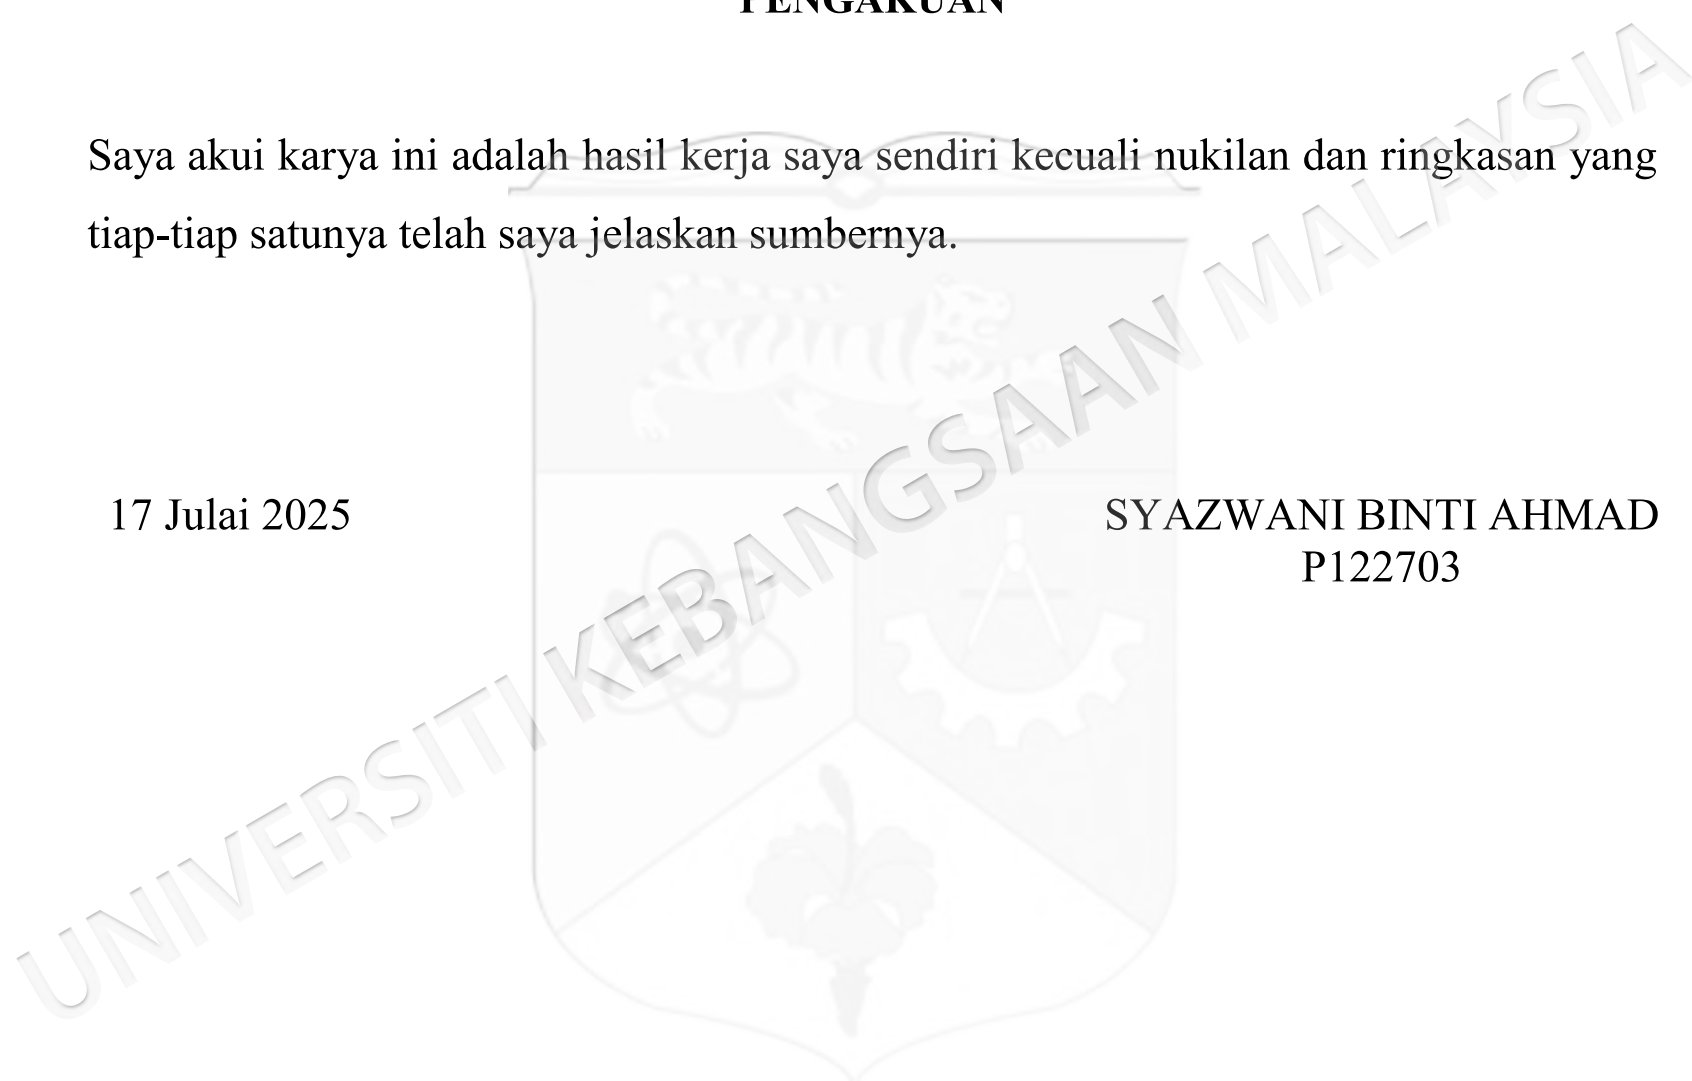 PENGAKUAN
Saya akui karya ini adalah hasil kerja saya sendiri kecuali nukilan dan ringkasan yang
tiap-tiap satunya telah saya jelaskan sumbernya.
17 Julai 2025
SYAZWANI BINTI AHMAD
P122703
UNIVERSITI KEBANGSAAN MALAYSIA